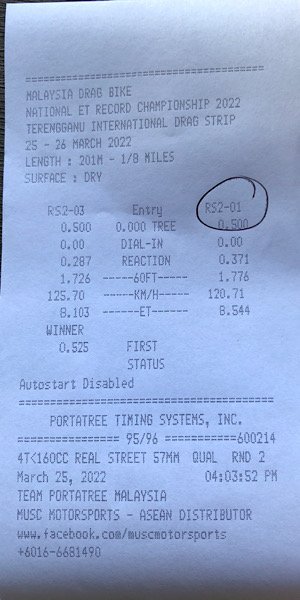 =====================================
MALAYSIA DRAG BIKE
NATIONAL ET RECORD CHAMPIONSHIP 2022
TERENGGANU INTERNATIONAL DRAG STRIP
25 - 26 MARCH 2022
LENGTH : 201M - 1/8 MILES
SURFACE : DRY
RS2-03 Entry RS2-01
0.500 0.000 TREE 0.500
0.00 DIAL-IN 0.00
0.287 REACTION 0.371
1.726 -----60FT------ 1.776
125.70 -----KM/H------ 120.71
8.103 ------ET------- 8.544
WINNER
0.525 FIRST
STATUS
Autostart Disabled
=====================================
PORTATREE TIMING SYSTEMS, INC.
=============== 95/96 ===========600214
4T<160CC REAL STREET 57MM QUAL RND 2
March 25, 2022 04:03:52 PM
TEAM PORTATREE MALAYSIA
MUSC MOTORSPORTS - ASEAN DISTRIBUTOR
www.facebook.com/muscmotorsports
+6016-6681490